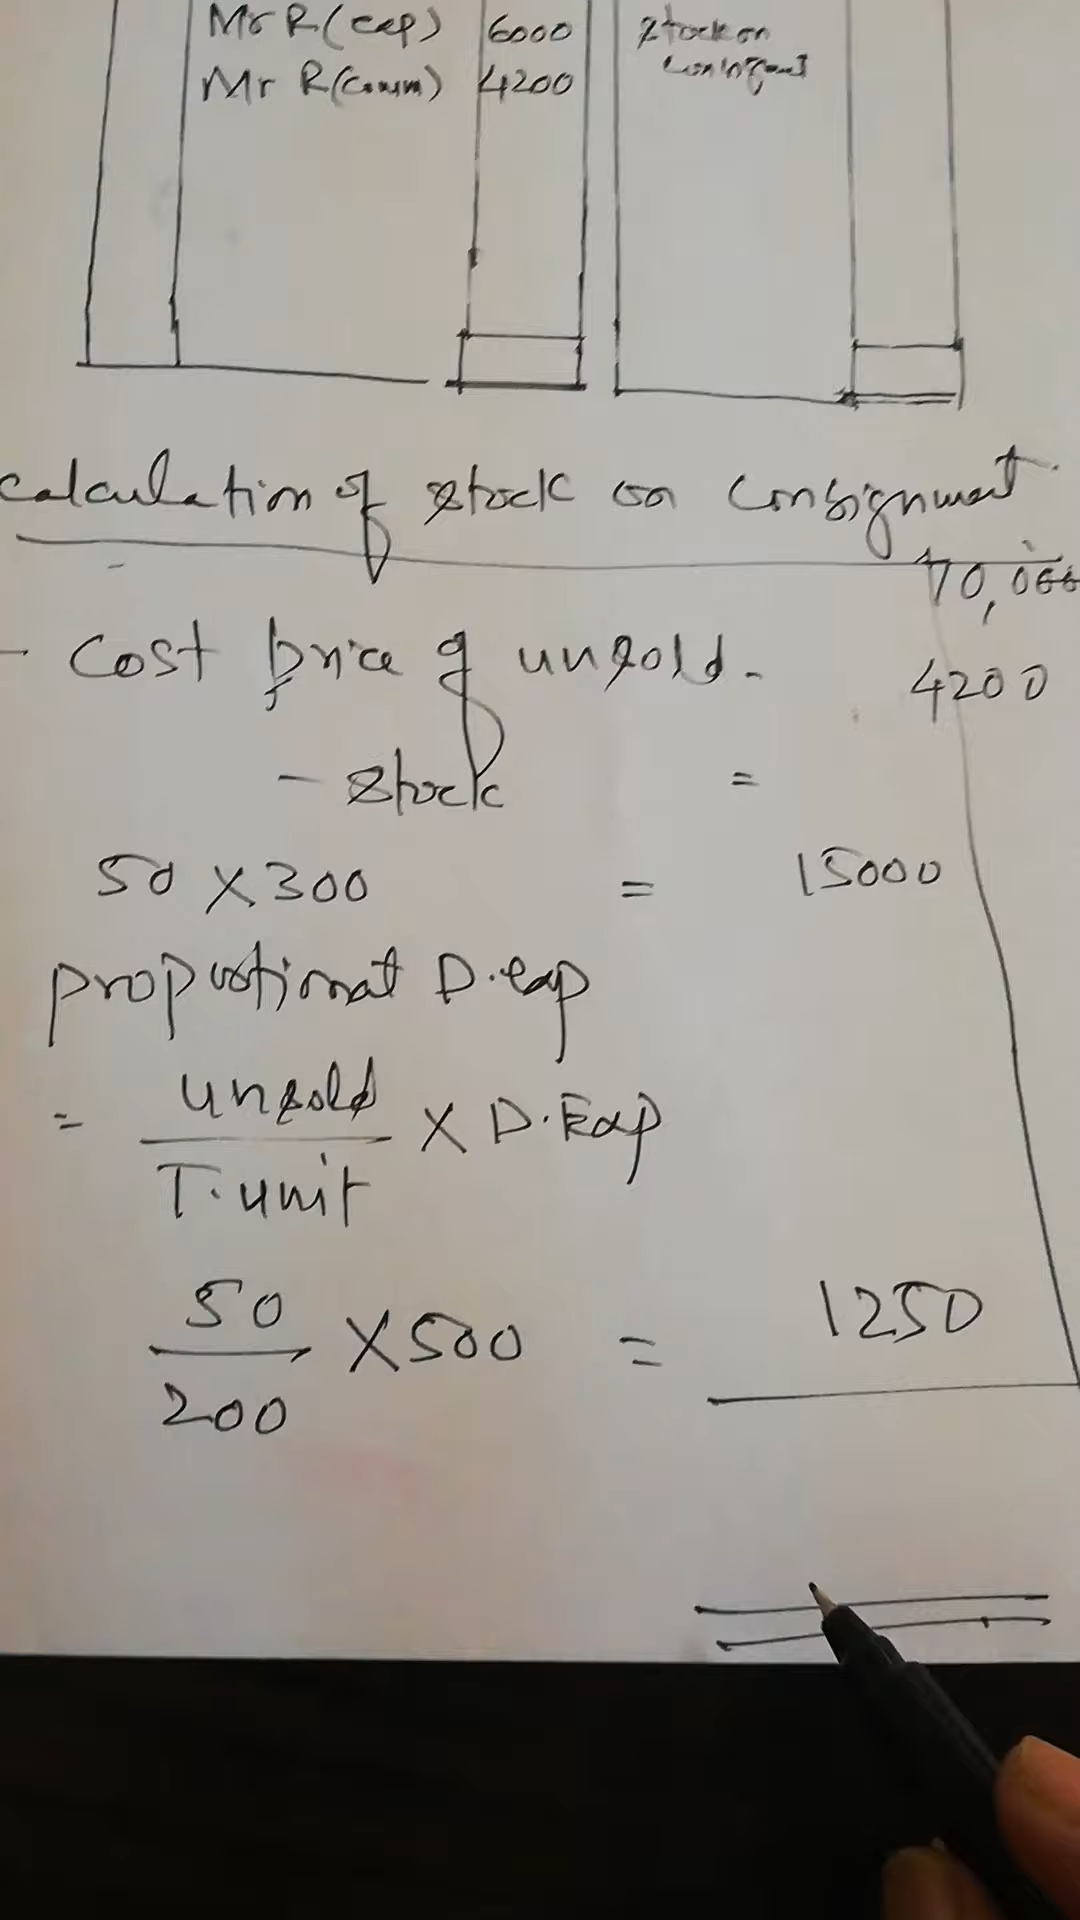 Mr R (exp) 6000 Stock on
Mr R (Comm) 4200 consignment
calculation of stock on consignment
70,000
- Cost price of unsold -
4200
- stock =
50 X 300 = 15000
proportionat D.exp
= unsold / T.unit X D.Exp
50 / 200 X 500 = 1250